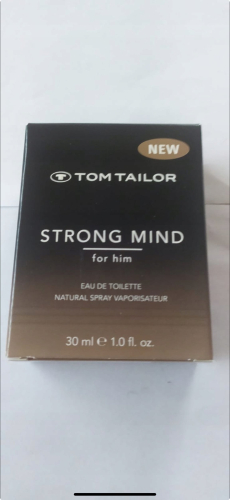 NEW
TOM TAILOR
STRONG MIND
for him
EAU DE TOILETTE
NATURAL SPRAY VAPORISATEUR
30 ml ℮ 1.0 fl. oz.